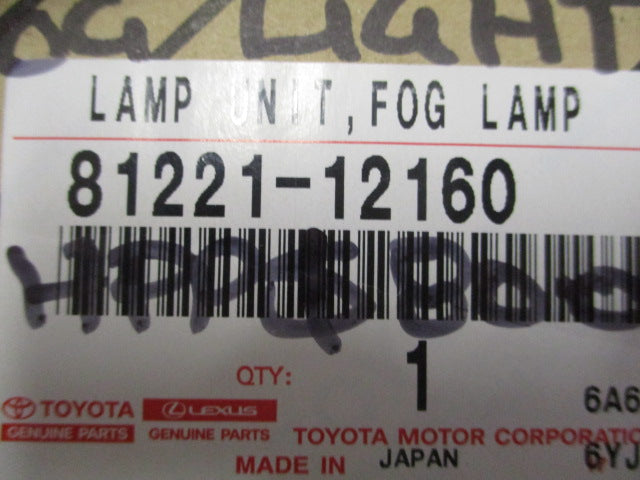 LAMP UNIT, FOG LAMP
81221-12160
QTY: 1
6A6
TOYOTA LEXUS
GENUINE PARTS GENUINE PARTS TOYOTA MOTOR CORPORATIO
MADE IN JAPAN 6YJ